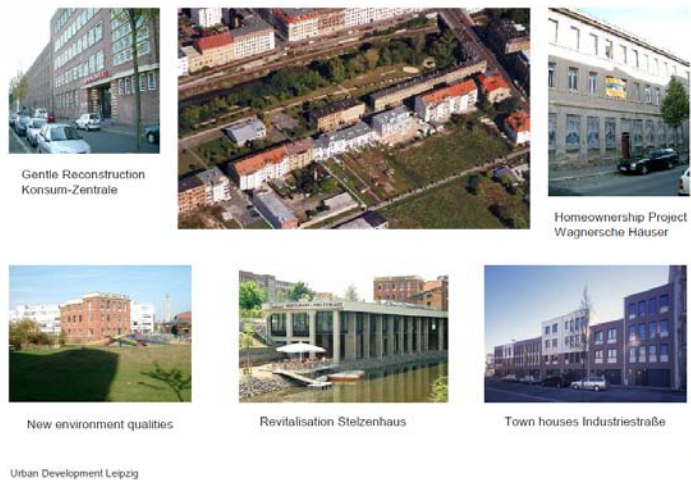 Gentle Reconstruction
Konsum-Zentrale
Homeownership Project
Wagnersche Häuser
New environment qualities
Revitalisation Stelzenhaus
Town houses Industriestraße
Urban Development Leipzig